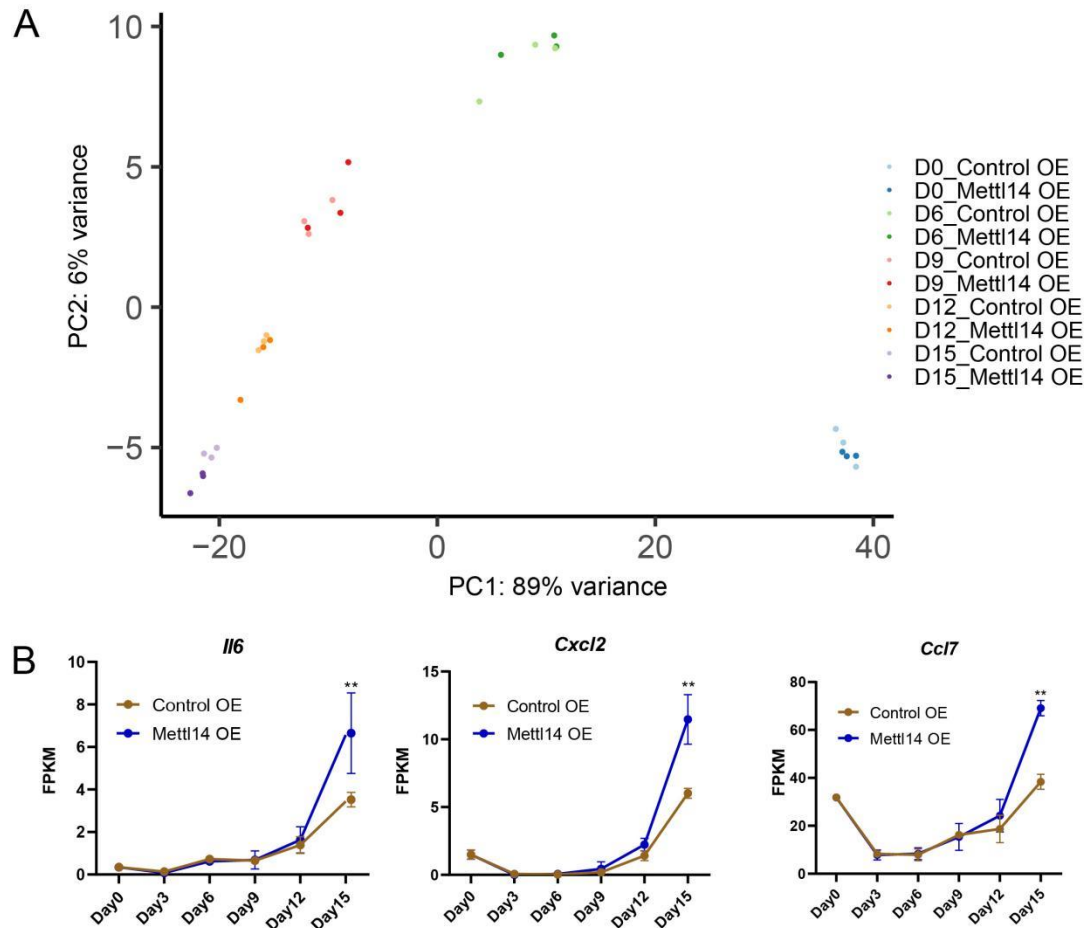 A
PC2: 6% variance
10
5
0
−5
−20
0
20
40
PC1: 89% variance
D0_Control OE
D0_Mettl14 OE
D6_Control OE
D6_Mettl14 OE
D9_Control OE
D9_Mettl14 OE
D12_Control OE
D12_Mettl14 OE
D15_Control OE
D15_Mettl14 OE
B
Il6
FPKM
10
8
6
4
2
0
Control OE
Mettl14 OE
**
Day0
Day3
Day6
Day9
Day12
Day15
Cxcl2
FPKM
15
10
5
0
Control OE
Mettl14 OE
**
Day0
Day3
Day6
Day9
Day12
Day15
Ccl7
FPKM
80
60
40
20
0
Control OE
Mettl14 OE
**
Day0
Day3
Day6
Day9
Day12
Day15